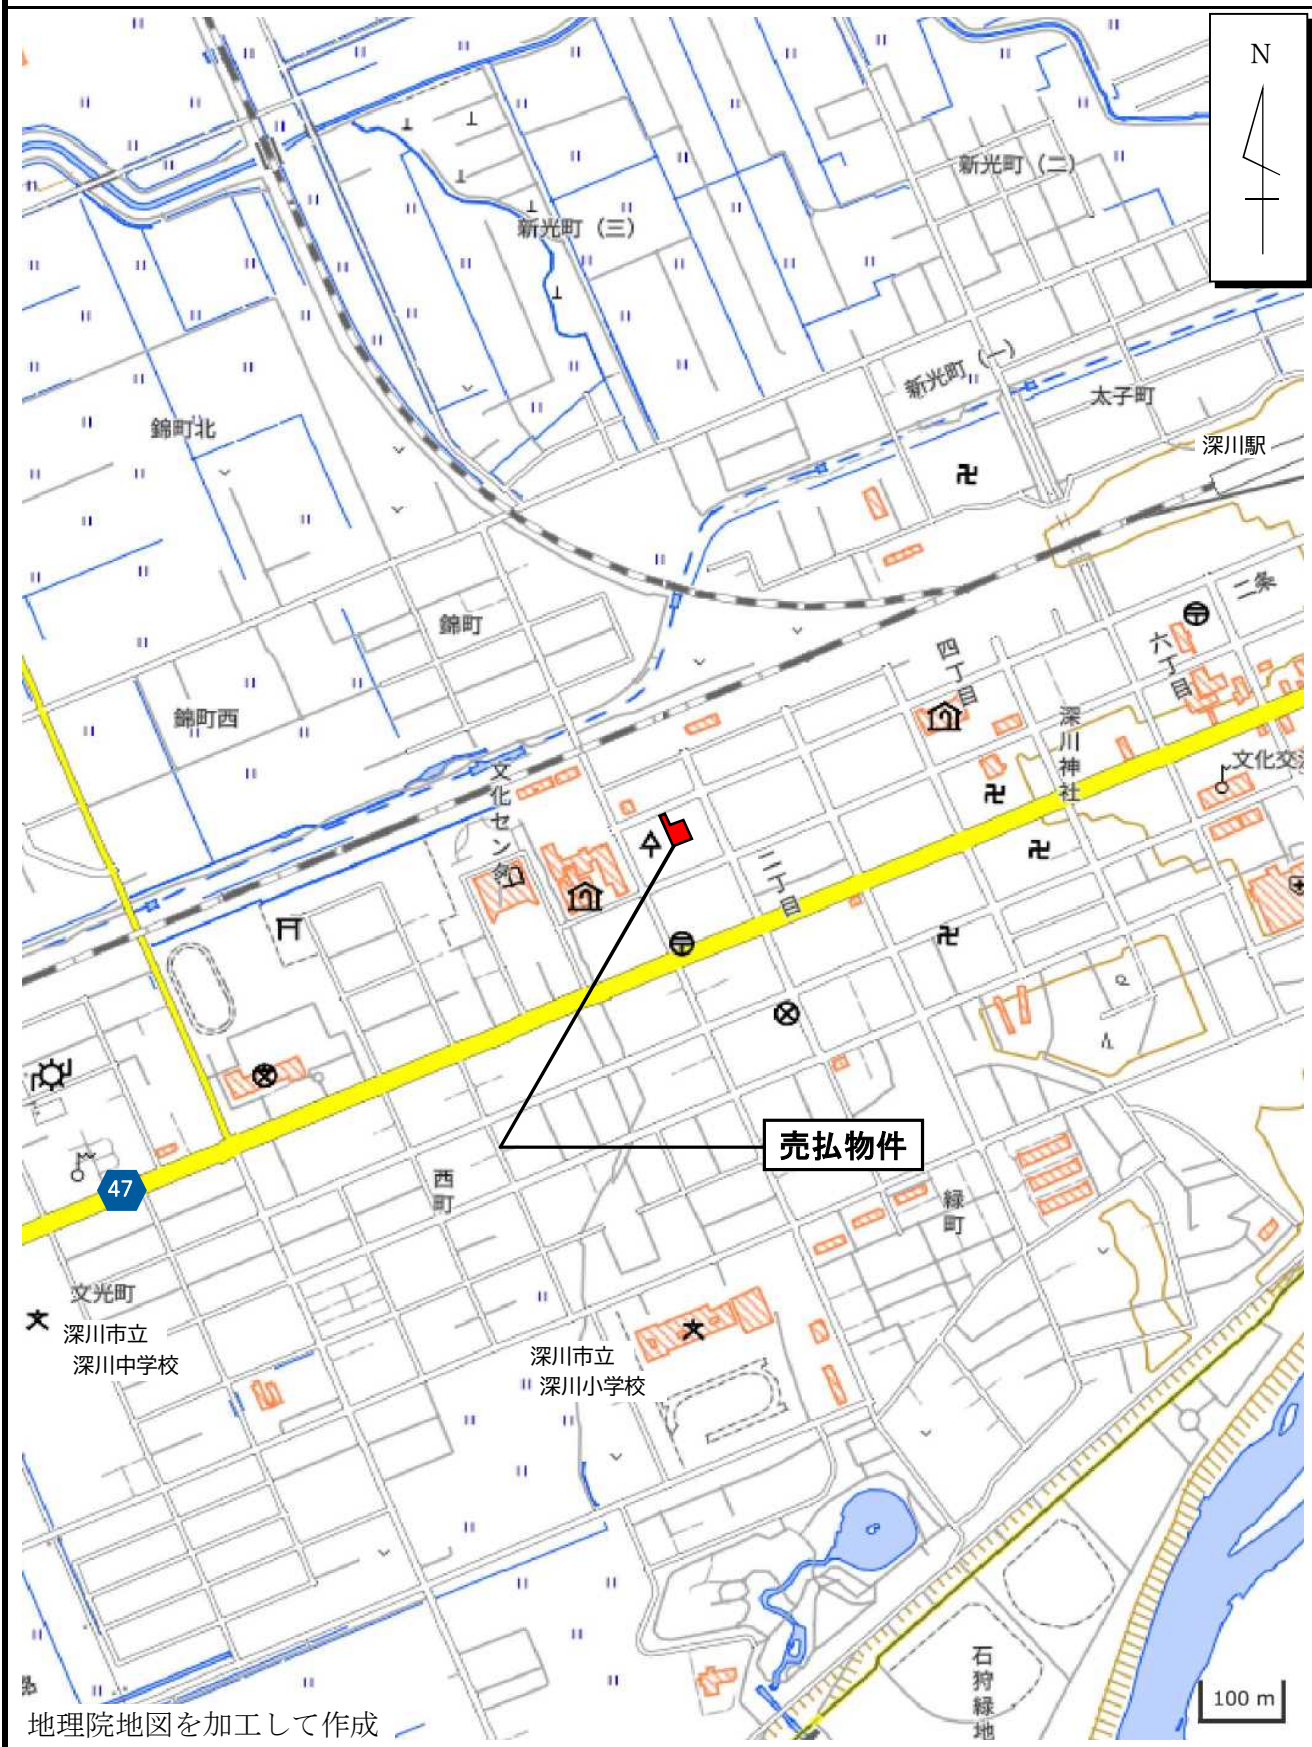 N
新光町（二）
新光町（三）
新光町（一）
太子町
深川駅
錦町北
錦町
錦町西
二条
六丁目
四丁目
深川神社
文化交流
文化センタ
二丁目
売払物件
47
西町
緑町
文光町
深川市立
深川中学校
深川市立
深川小学校
石狩緑地
100 m
地理院地図を加工して作成